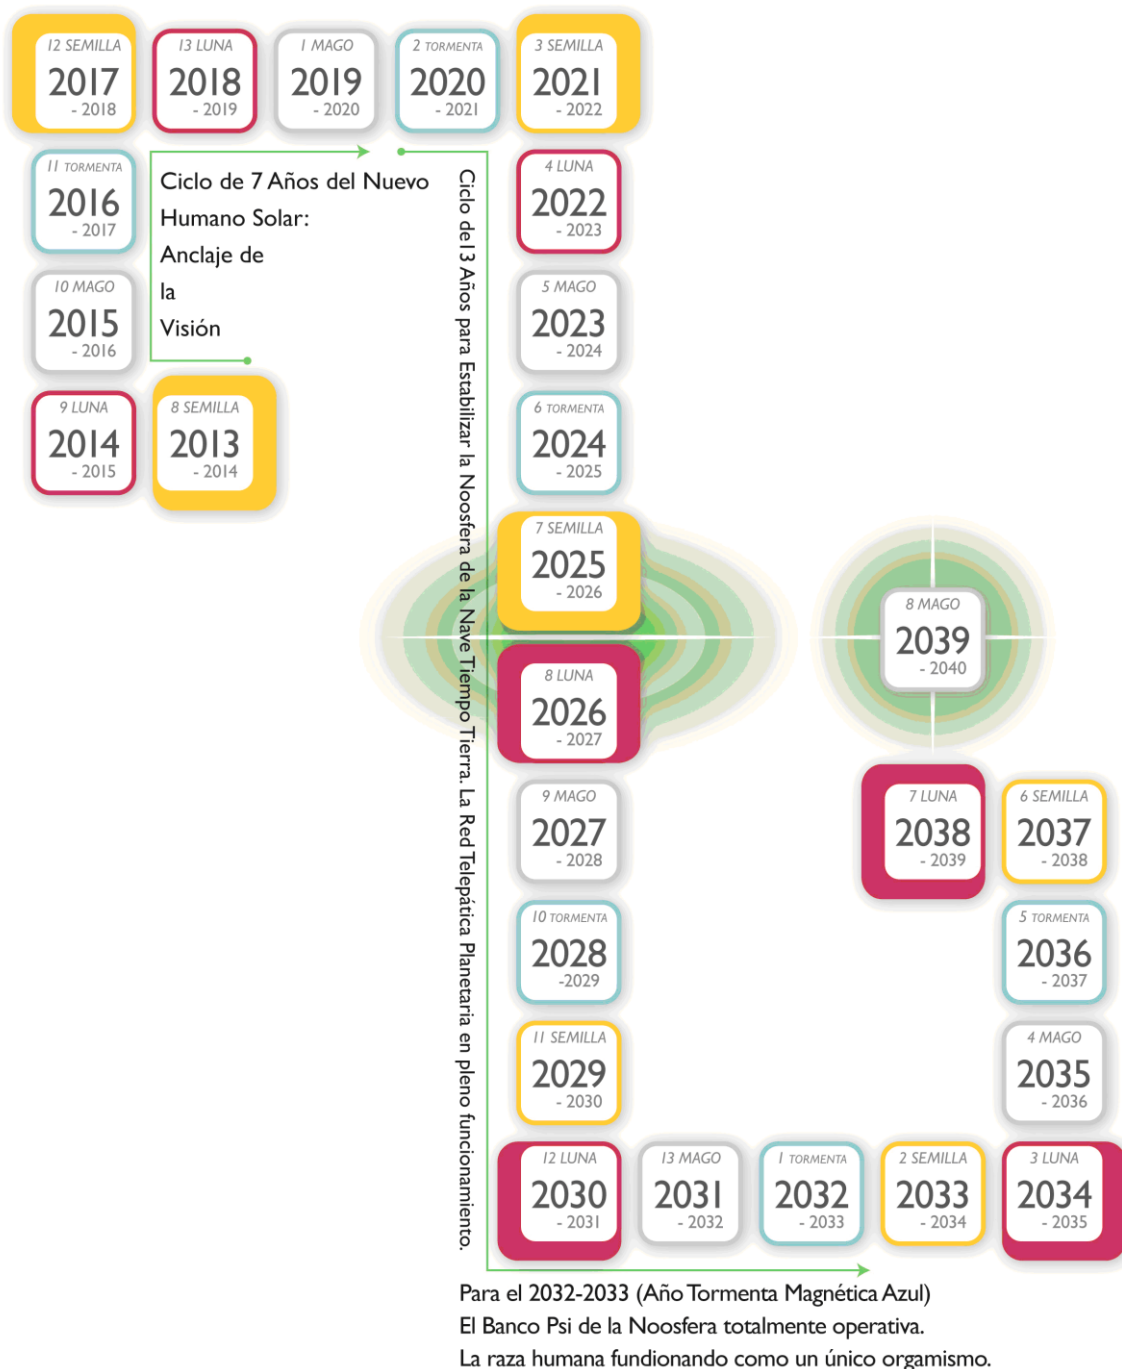 12 SEMILLA
2017
- 2018
13 LUNA
2018
- 2019
1 MAGO
2019
- 2020
2 TORMENTA
2020
- 2021
3 SEMILLA
2021
- 2022
11 TORMENTA
2016
- 2017
10 MAGO
2015
- 2016
9 LUNA
2014
- 2015
8 SEMILLA
2013
- 2014
Ciclo de 7 Años del Nuevo
Humano Solar:
Anclaje de
la
Visión
Ciclo de13 Años para Estabilizar la Noosfera de la Nave Tiempo Tierra. La Red Telepática Planetaria en pleno funcionamiento.
4 LUNA
2022
- 2023
5 MAGO
2023
- 2024
6 TORMENTA
2024
- 2025
7 SEMILLA
2025
- 2026
8 LUNA
2026
- 2027
9 MAGO
2027
- 2028
10 TORMENTA
2028
-2029
11 SEMILLA
2029
- 2030
12 LUNA
2030
- 2031
13 MAGO
2031
- 2032
1 TORMENTA
2032
- 2033
2 SEMILLA
2033
- 2034
3 LUNA
2034
- 2035
4 MAGO
2035
- 2036
5 TORMENTA
2036
- 2037
6 SEMILLA
2037
- 2038
7 LUNA
2038
- 2039
8 MAGO
2039
- 2040
Para el 2032-2033 (Año Tormenta Magnética Azul)
El Banco Psi de la Noosfera totalmente operativa.
La raza humana fundionando como un único orgamismo.